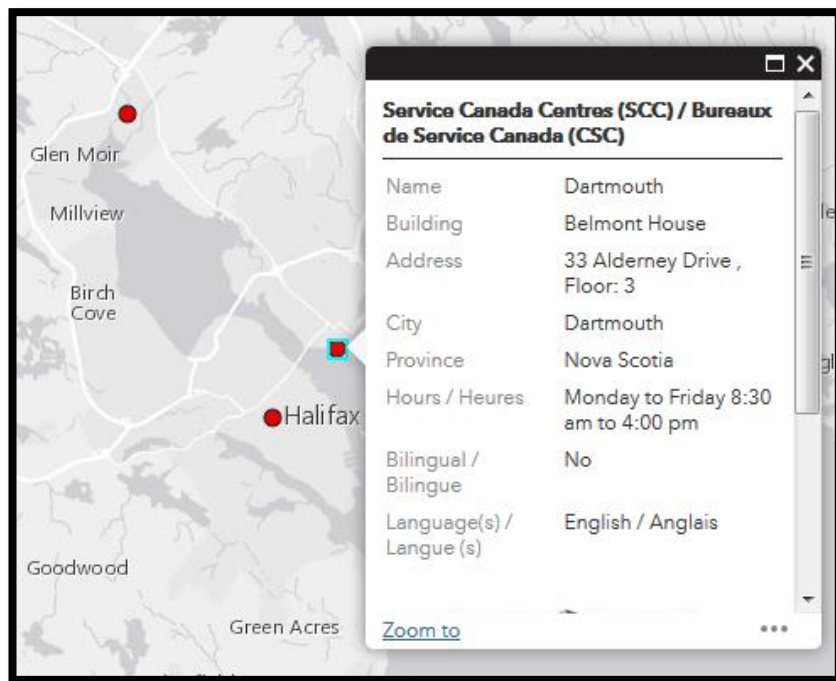 Service Canada Centres (SCC) / Bureaux
de Service Canada (CSC)
Name Dartmouth
Building Belmont House
Address 33 Alderney Drive ,
Floor: 3
City Dartmouth
Province Nova Scotia
Hours / Heures Monday to Friday 8:30
am to 4:00 pm
Bilingual / No
Bilingue
Language(s) / English / Anglais
Langue (s)
Zoom to
Glen Moir
Millview
Birch
Cove
Halifax
Goodwood
Green Acres